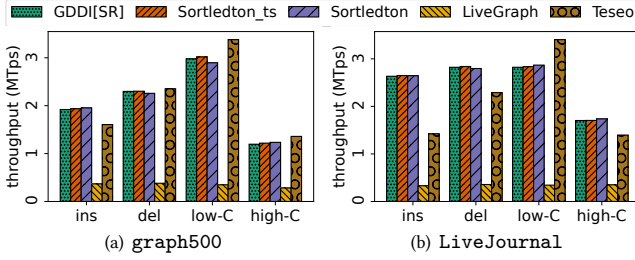 GDDI[SR] Sortledton_ts Sortledton LiveGraph Teseo
throughput (MTps)
3
2
1
0
ins del low-C high-C
(a) graph500
throughput (MTps)
3
2
1
0
ins del low-C high-C
(b) LiveJournal